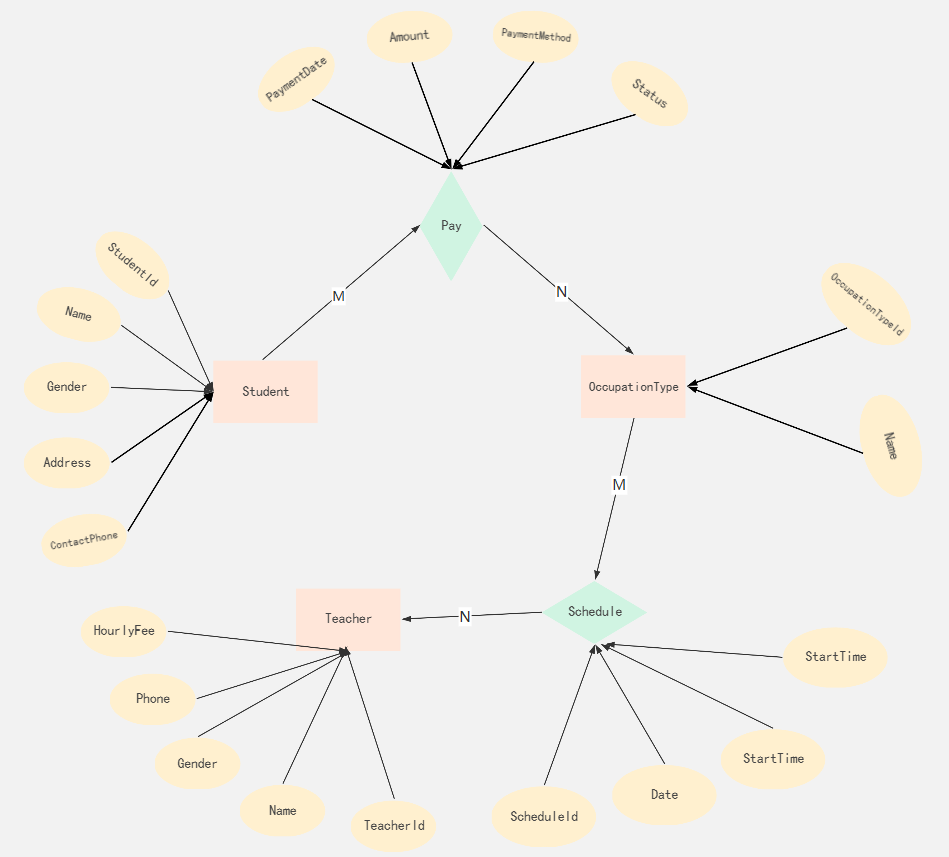 Amount
PaymentMethod
PaymentDate
Status
Pay
StudentId
Name
Gender
Address
ContactPhone
M
Student
N
OccupationTypeId
OccupationType
Name
M
Schedule
N
Teacher
HourlyFee
Phone
Gender
Name
TeacherId
StartTime
StartTime
Date
ScheduleId